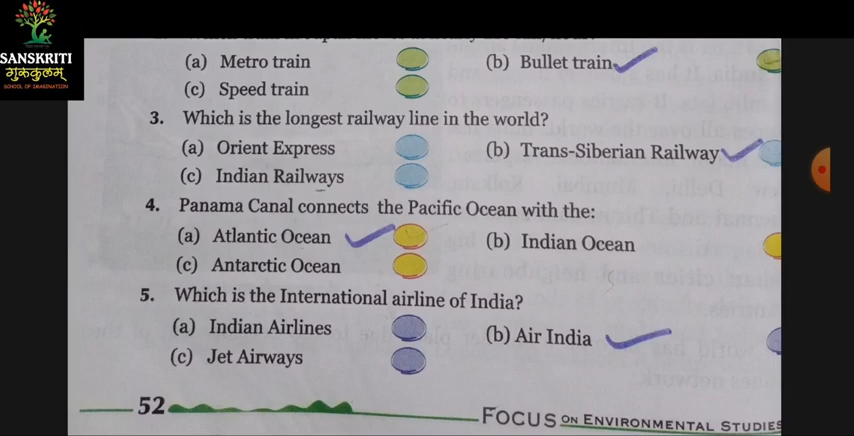 SANSKRITI
गुरूकुलम्
SCHOOL OF IMAGINATION
(a) Metro train (b) Bullet train
(c) Speed train
3. Which is the longest railway line in the world?
(a) Orient Express (b) Trans-Siberian Railway
(c) Indian Railways
4. Panama Canal connects the Pacific Ocean with the:
(a) Atlantic Ocean (b) Indian Ocean
(c) Antarctic Ocean
5. Which is the International airline of India?
(a) Indian Airlines (b) Air India
(c) Jet Airways
52 FOCUS ON ENVIRONMENTAL STUDIES